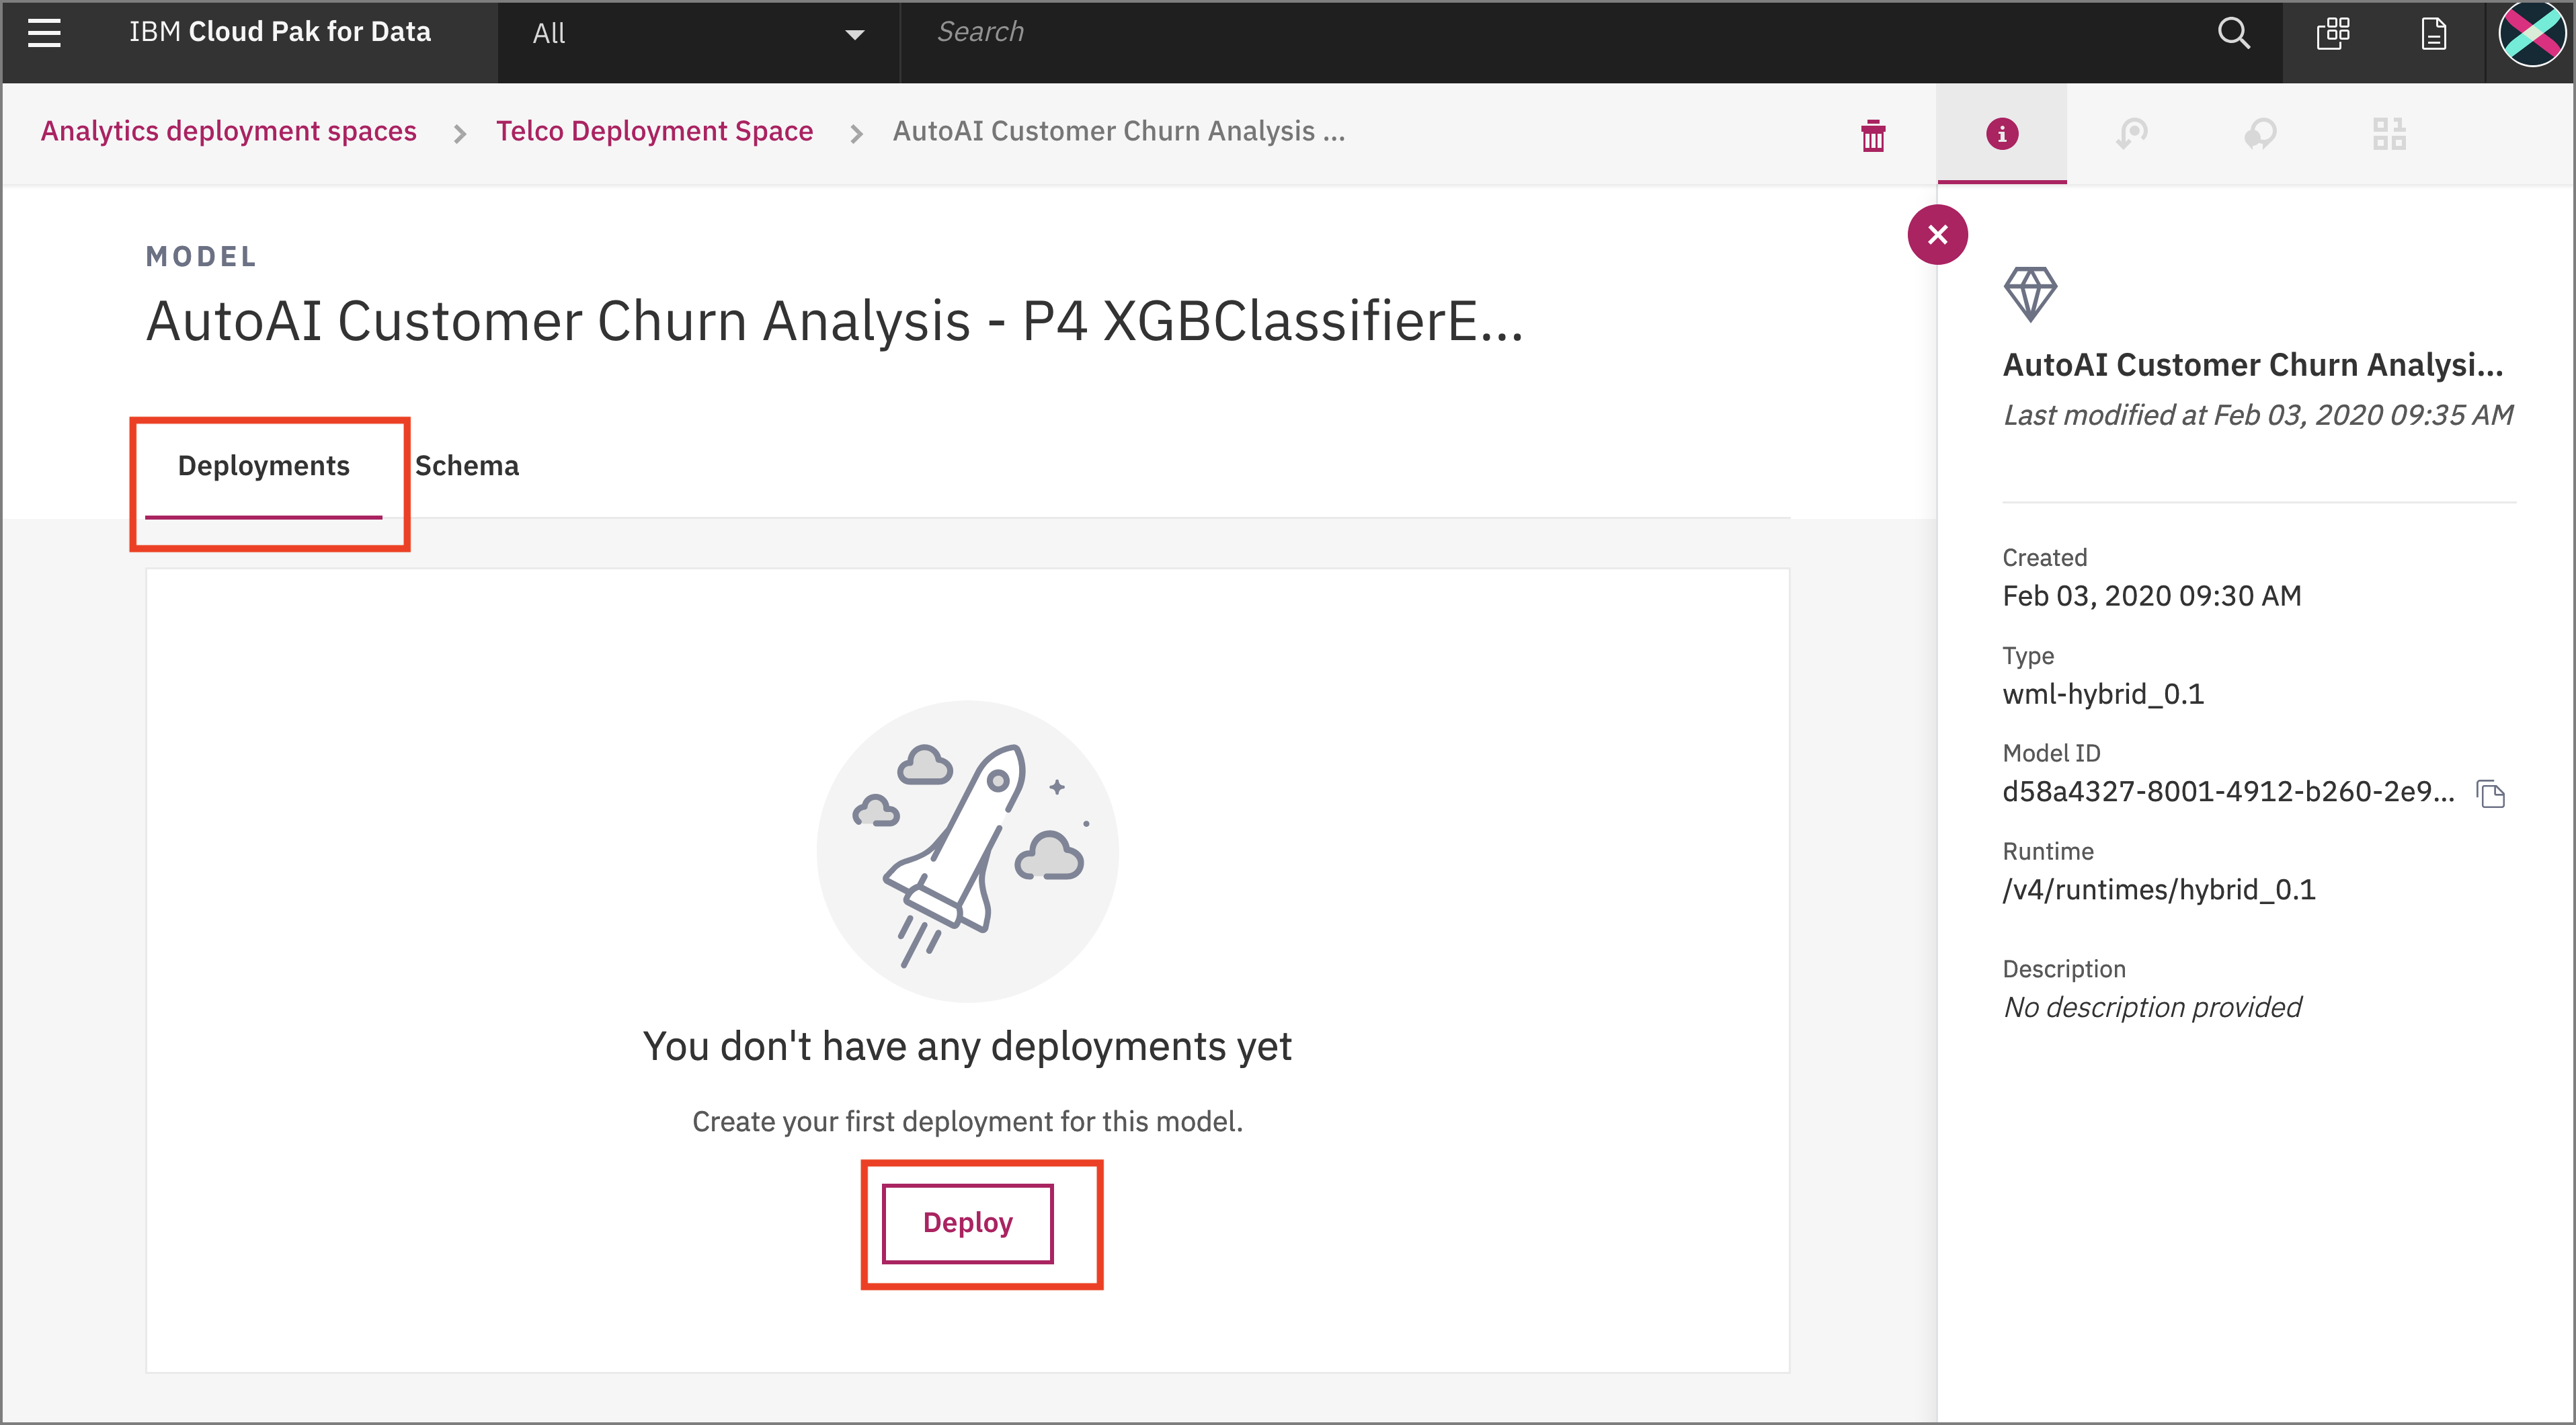 IBM Cloud Pak for Data
All
Search
Analytics deployment spaces
Telco Deployment Space
AutoAI Customer Churn Analysis ...
MODEL
AutoAI Customer Churn Analysis - P4 XGBClassifierE...
Deployments
Schema
You don't have any deployments yet
Create your first deployment for this model.
Deploy
AutoAI Customer Churn Analysi...
Last modified at Feb 03, 2020 09:35 AM
Created
Feb 03, 2020 09:30 AM
Type
wml-hybrid_0.1
Model ID
d58a4327-8001-4912-b260-2e9...
Runtime
/v4/runtimes/hybrid_0.1
Description
No description provided